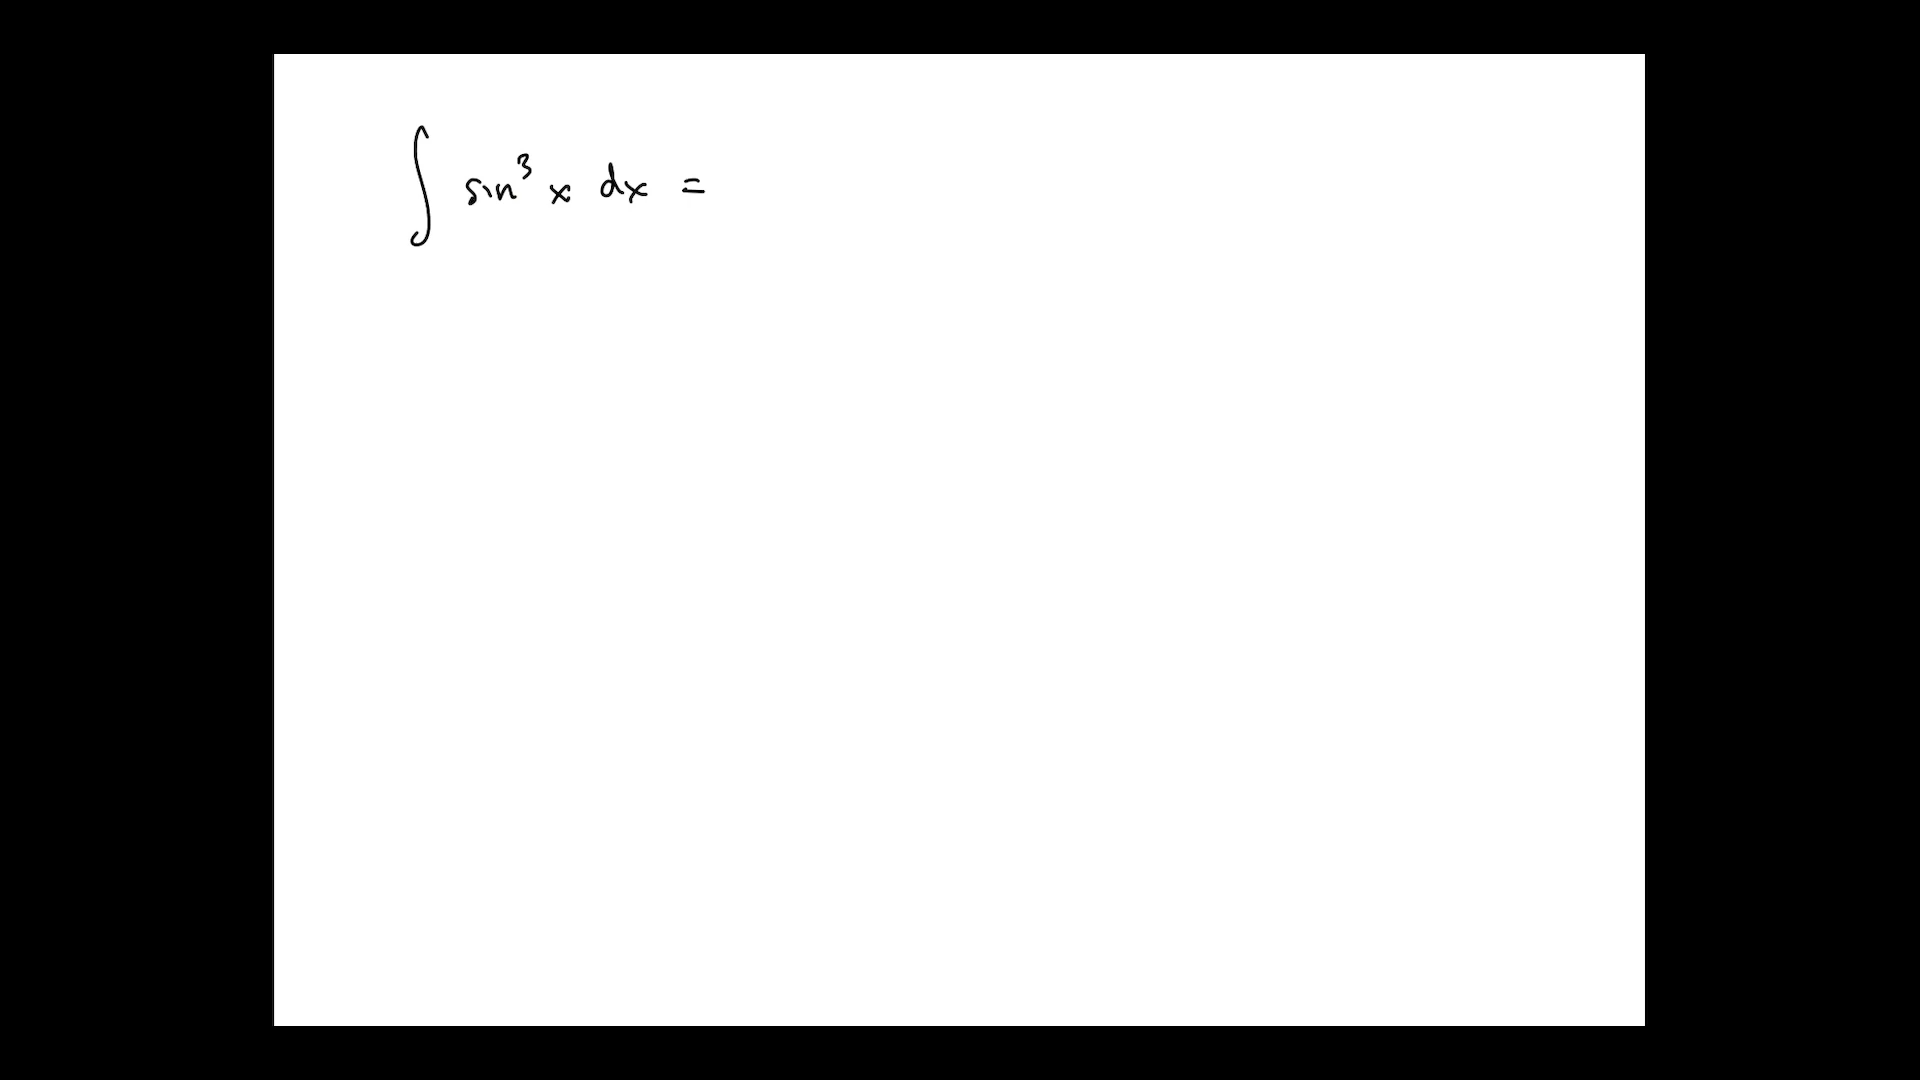 ∫ sin³ x dx =